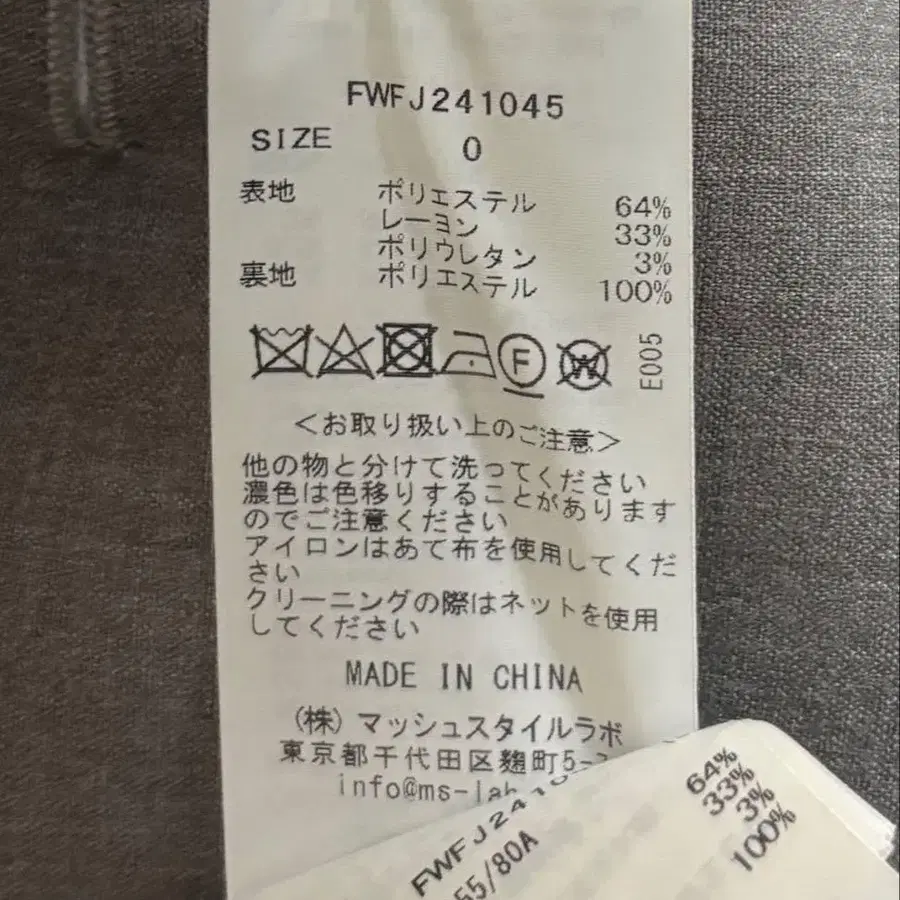 FWFJ241045
SIZE 0
表地 ポリエステル 64%
レーヨン 33%
ポリウレタン 3%
裏地 ポリエステル 100%
F W E005
<お取り扱い上のご注意>
他の物と分けて洗ってください
濃色は色移りすることがあります
のでご注意ください
アイロンはあて布を使用してくだ
さい
クリーニングの際はネットを使用
してください
MADE IN CHINA
(株)マッシュスタイルラボ
東京都千代田区麹町5-
info@ms-lab
FWFJ2410
55/80A
64%
33%
3%
100%